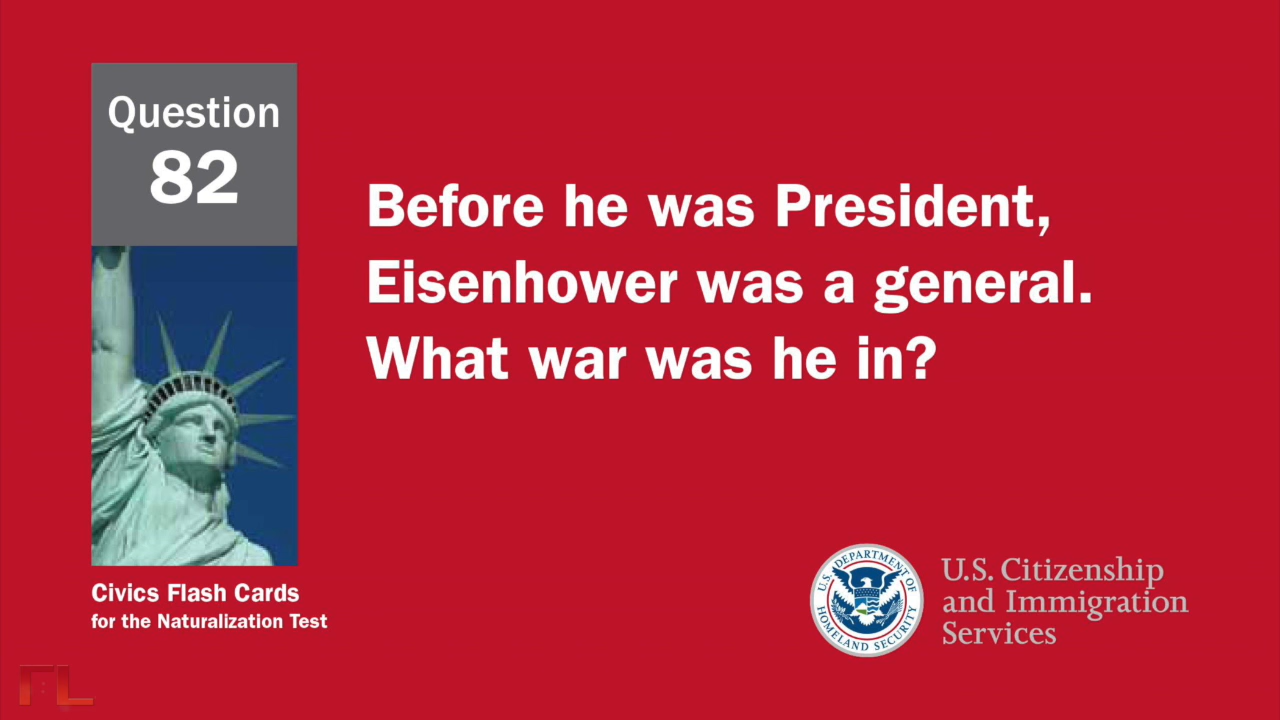 Question
82
Before he was President,
Eisenhower was a general.
What war was he in?
Civics Flash Cards
for the Naturalization Test
U.S. DEPARTMENT OF
HOMELAND SECURITY
U.S. Citizenship
and Immigration
Services